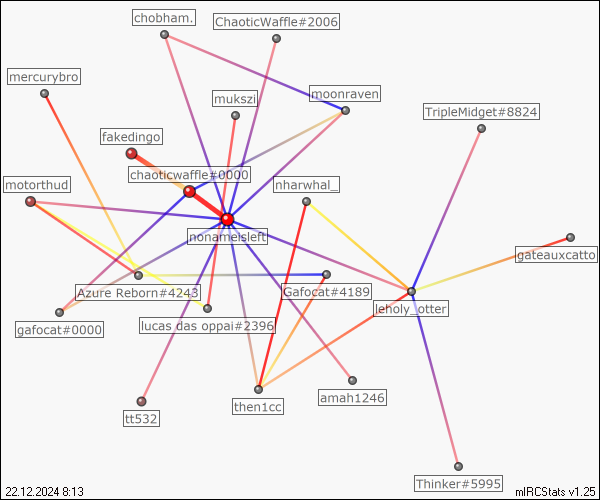 chobham.
ChaoticWaffle#2006
mercurybro
moonraven
mukszi
TripleMidget#8824
fakedingo
chaoticwaffle#0000
motorthud
nharwhal_
nonameisleft
gateauxcatto
Azure Reborn#4243
Gafocat#4189
leholy_otter
gafocat#0000
lucas das oppai#2396
amah1246
then1cc
tt532
Thinker#5995
22.12.2024 8:13
mIRCStats v1.25